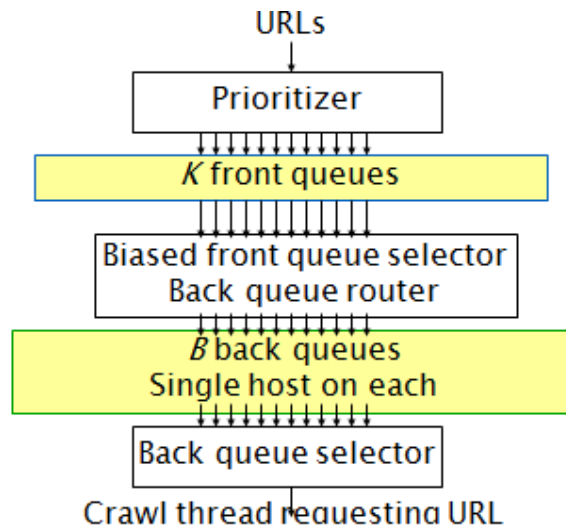 URLs
Prioritizer
K front queues
Biased front queue selector
Back queue router
B back queues
Single host on each
Back queue selector
Crawl thread requesting URL